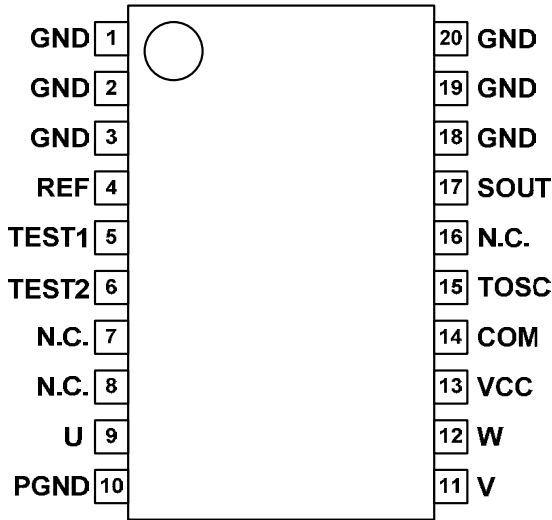 GND 1 20 GND
GND 2 19 GND
GND 3 18 GND
REF 4 17 SOUT
TEST1 5 16 N.C.
TEST2 6 15 TOSC
N.C. 7 14 COM
N.C. 8 13 VCC
U 9 12 W
PGND 10 11 V